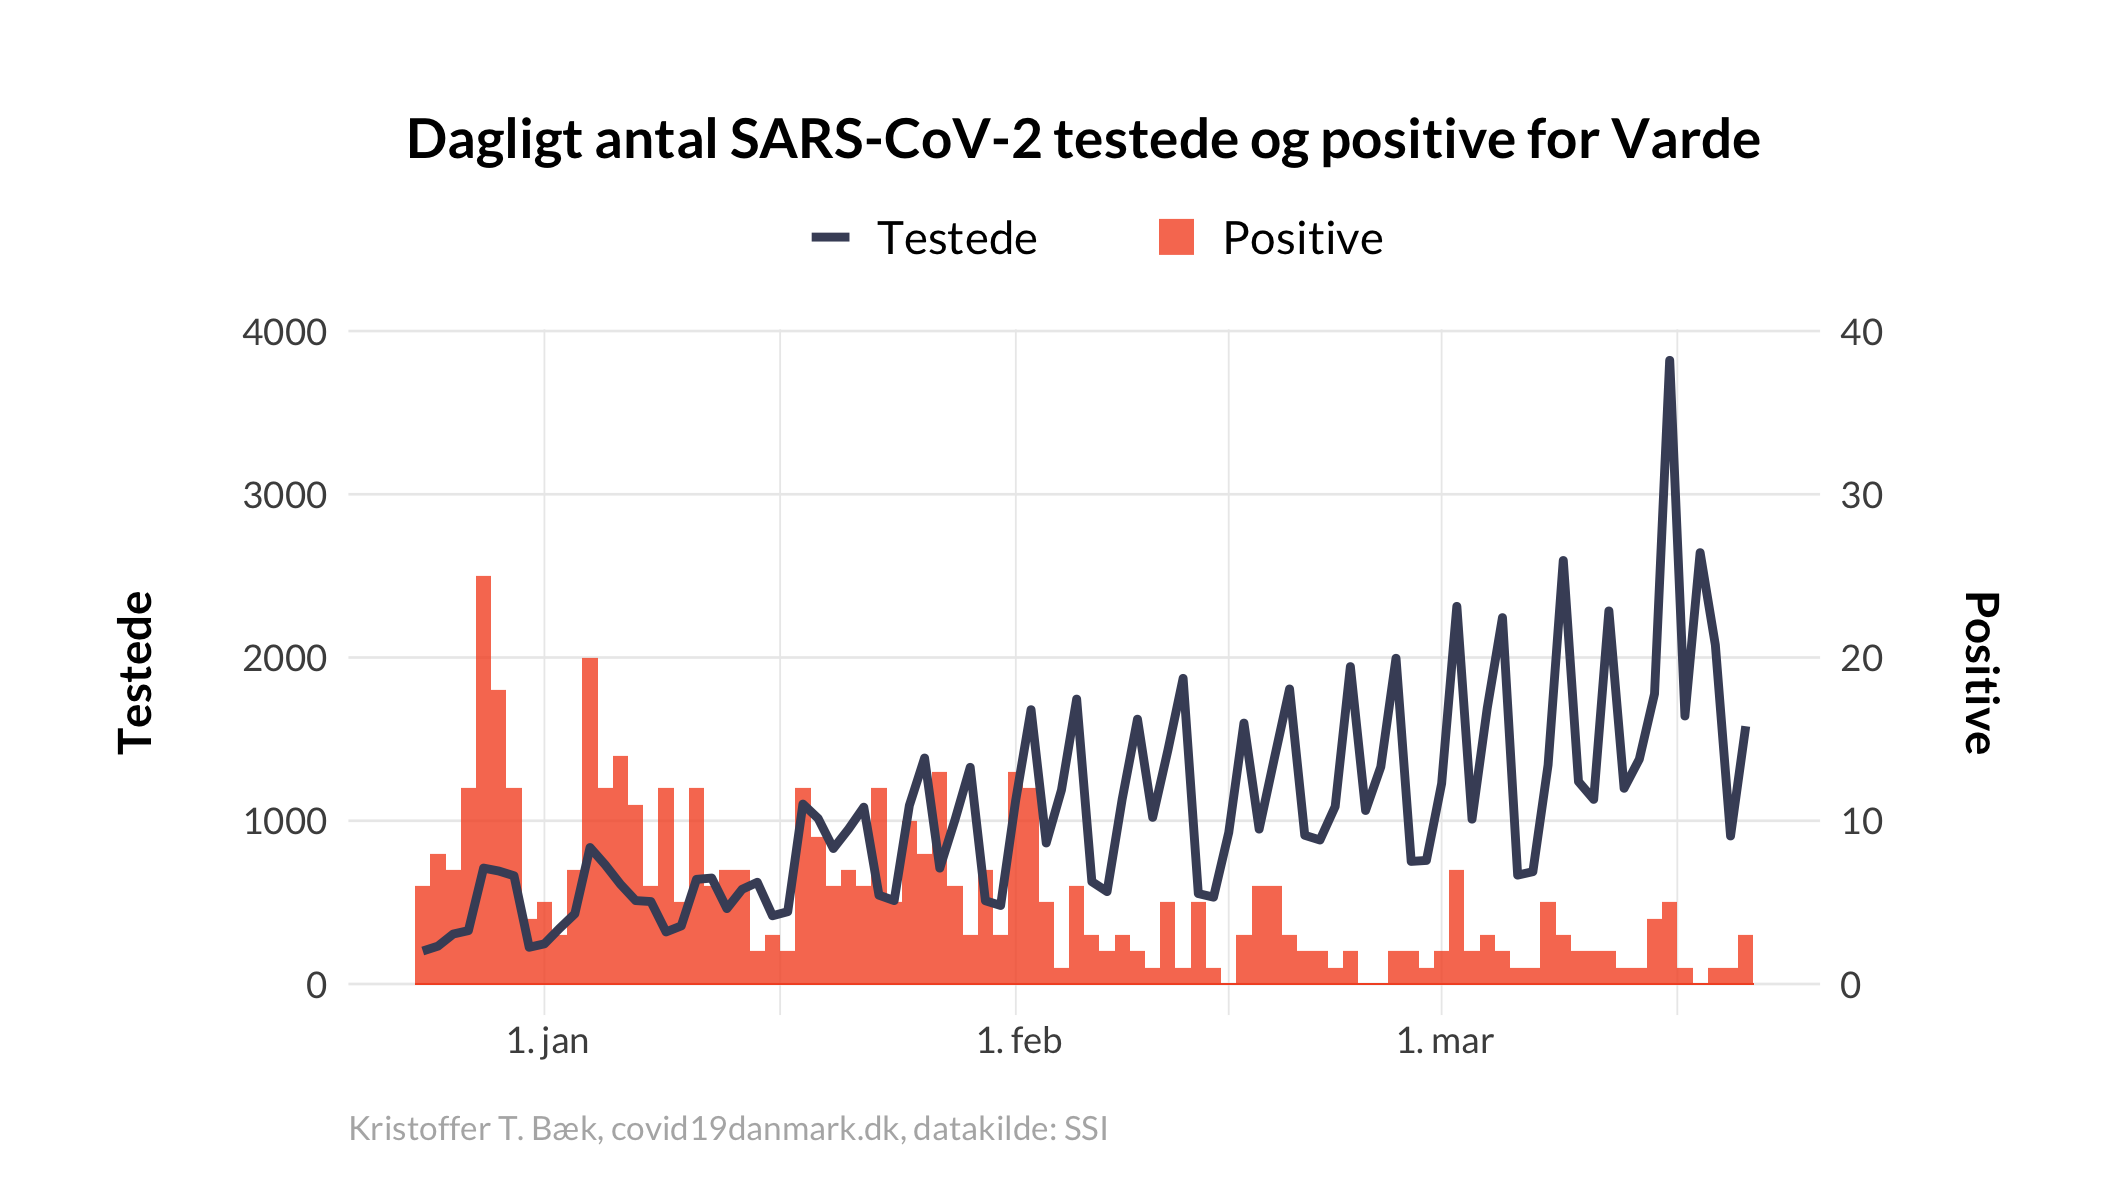 Dagligt antal SARS-CoV-2 testede og positive for Varde
Testede Positive
4000 40
3000 30
2000 20
1000 10
0 0
Testede
Positive
1. jan 1. feb 1. mar
Kristoffer T. Bæk, covid19danmark.dk, datakilde: SSI